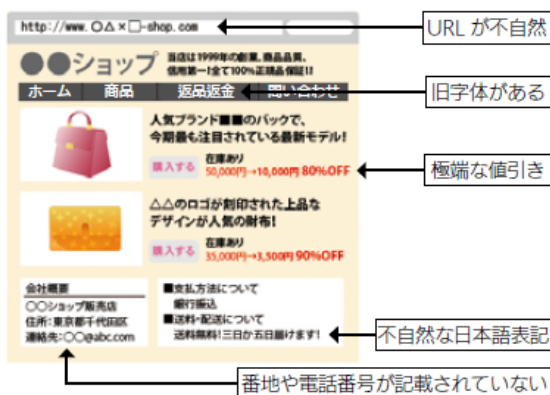 http://www. ○△×□-shop. com
URL が不自然
●●ショップ
当店は1999年の創業、商品品質、
信用第一!全て100%正規品保証!!
ホーム 商品 返品返金 問い合わせ
旧字体がある
人気ブランド■■のバックで、
今期最も注目されている最新モデル!
購入する
在庫あり
50,000円→10,000円 80%OFF
極端な値引き
△△のロゴが刻印された上品な
デザインが人気の財布!
購入する
在庫あり
35,000円→3,500円 90%OFF
会社概要
○○ショップ販売店
住所:東京都千代田区
連絡先:○○@abc.com
■支払方法について
銀行振込
■送料・配送について
送料無料!三日か五日届けます!
不自然な日本語表記
番地や電話番号が記載されていない